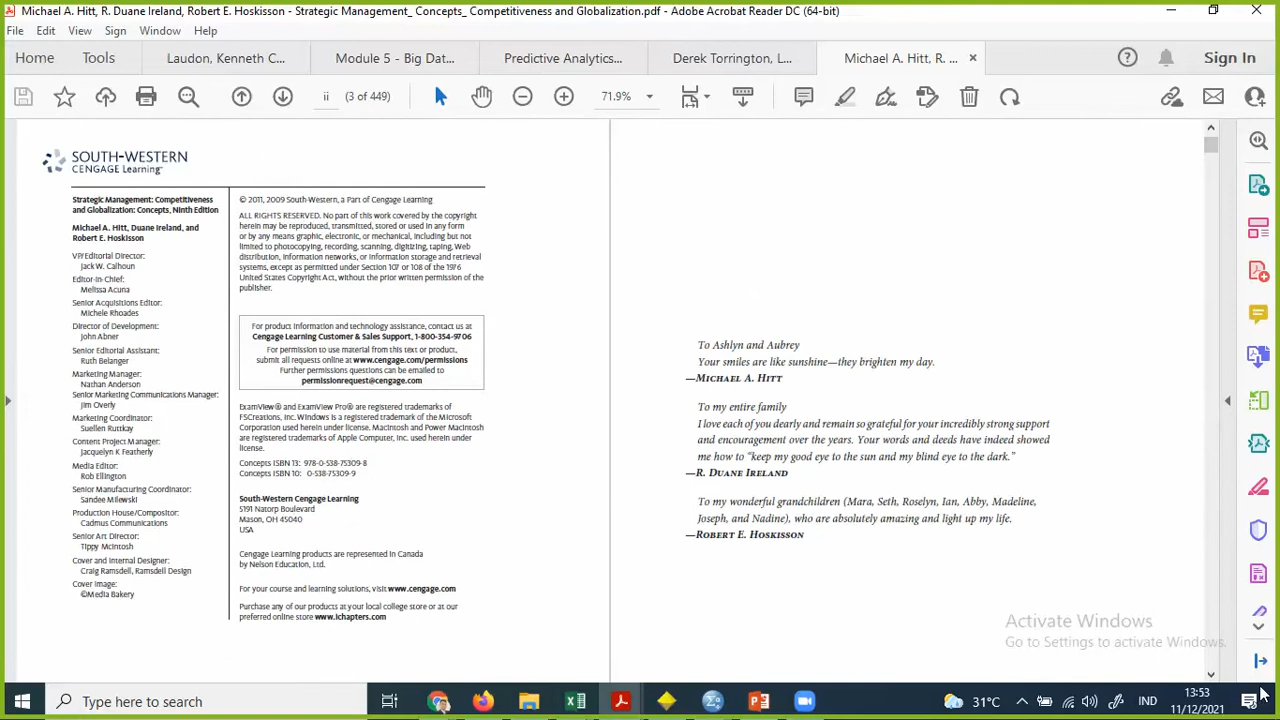 Michael A. Hitt, R. Duane Ireland, Robert E. Hoskisson - Strategic Management_ Concepts_ Competitiveness and Globalization.pdf - Adobe Acrobat Reader DC (64-bit)
File Edit View Sign Window Help
Home Tools Laudon, Kenneth C... Module 5 - Big Dat... Predictive Analytics... Derek Torrington, L... Michael A. Hitt, R. ... Sign In
ii (3 of 449) 71.9%
SOUTH-WESTERN
CENGAGE Learning™
Strategic Management: Competitiveness
and Globalization: Concepts, Ninth Edition
Michael A. Hitt, Duane Ireland, and
Robert E. Hoskisson
VP/Editorial Director:
Jack W. Calhoun
Editor-in-Chief:
Melissa Acuna
Senior Acquisitions Editor:
Michele Rhoades
Director of Development:
John Abner
Senior Editorial Assistant:
Ruth Belanger
Marketing Manager:
Nathan Anderson
Senior Marketing Communications Manager:
Jim Overly
Marketing Coordinator:
Suellen Ruttkay
Content Project Manager:
Jacquelyn K Featherly
Media Editor:
Rob Ellington
Senior Manufacturing Coordinator:
Sandee Milewski
Production House/Compositor:
Cadmus Communications
Senior Art Director:
Tippy McIntosh
Cover and Internal Designer:
Craig Ramsdell, Ramsdell Design
Cover Image:
©Media Bakery
© 2011, 2009 South-Western, a Part of Cengage Learning
ALL RIGHTS RESERVED. No part of this work covered by the copyright
herein may be reproduced, transmitted, stored or used in any form
or by any means graphic, electronic, or mechanical, including but not
limited to photocopying, recording, scanning, digitizing, taping, Web
distribution, information networks, or information storage and retrieval
systems, except as permitted under Section 107 or 108 of the 1976
United States Copyright Act, without the prior written permission of the
publisher.
For product information and technology assistance, contact us at
Cengage Learning Customer & Sales Support, 1-800-354-9706
For permission to use material from this text or product,
submit all requests online at www.cengage.com/permissions
Further permissions questions can be emailed to
permissionrequest@cengage.com
ExamView® and ExamView Pro® are registered trademarks of
FSCreations, Inc. Windows is a registered trademark of the Microsoft
Corporation used herein under license. Macintosh and Power Macintosh
are registered trademarks of Apple Computer, Inc. used herein under
license.
Concepts ISBN 13: 978-0-538-75309-8
Concepts ISBN 10: 0-538-75309-9
South-Western Cengage Learning
5191 Natorp Boulevard
Mason, OH 45040
USA
Cengage Learning products are represented in Canada
by Nelson Education, Ltd.
For your course and learning solutions, visit www.cengage.com
Purchase any of our products at your local college store or at our
preferred online store www.ichapters.com
To Ashlyn and Aubrey
Your smiles are like sunshine—they brighten my day.
—MICHAEL A. HITT
To my entire family
I love each of you dearly and remain so grateful for your incredibly strong support
and encouragement over the years. Your words and deeds have indeed showed
me how to “keep my good eye to the sun and my blind eye to the dark.”
—R. DUANE IRELAND
To my wonderful grandchildren (Mara, Seth, Roselyn, Ian, Abby, Madeline,
Joseph, and Nadine), who are absolutely amazing and light up my life.
—ROBERT E. HOSKISSON
Activate Windows
Go to Settings to activate Windows.
Type here to search
31°C
IND
13:53
11/12/2021